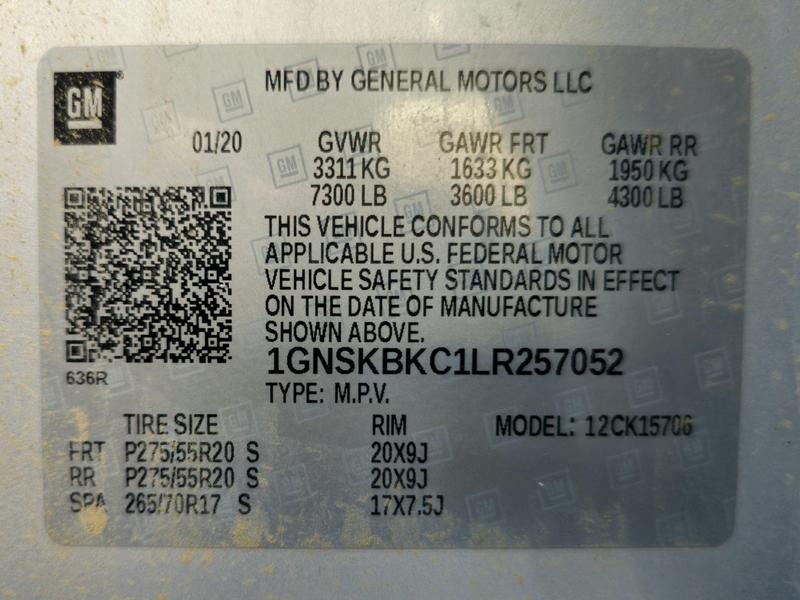 GM
MFD BY GENERAL MOTORS LLC
01/20 GVWR GAWR FRT GAWR RR
3311 KG 1633 KG 1950 KG
7300 LB 3600 LB 4300 LB
THIS VEHICLE CONFORMS TO ALL
APPLICABLE U.S. FEDERAL MOTOR
VEHICLE SAFETY STANDARDS IN EFFECT
ON THE DATE OF MANUFACTURE
SHOWN ABOVE.
1GNSKBKC1LR257052
636R
TYPE: M.P.V.
TIRE SIZE RIM MODEL: 12CK15706
FRT P275/55R20 S 20X9J
RR P275/55R20 S 20X9J
SPA 265/70R17 S 17X7.5J